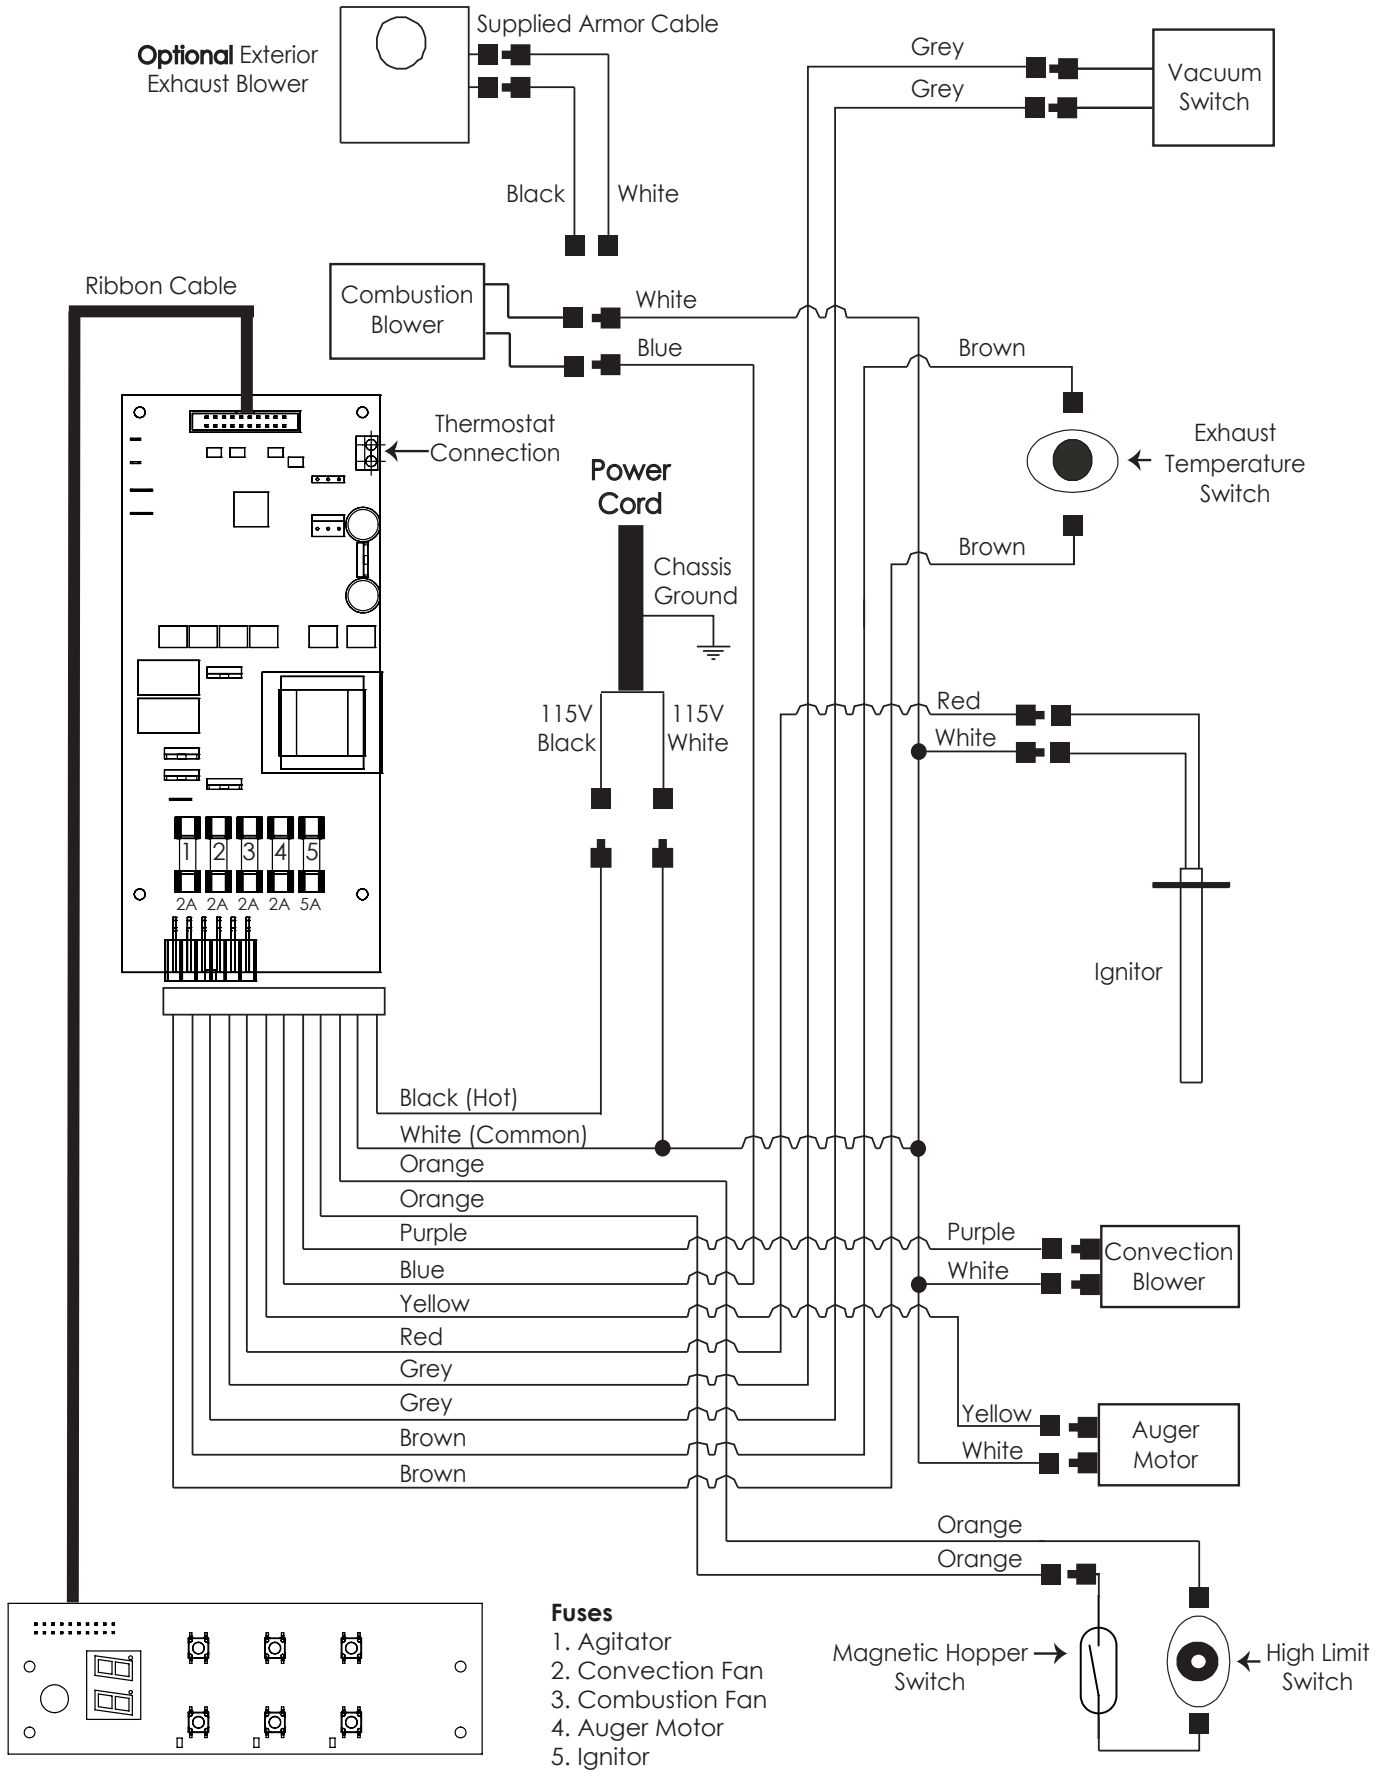 Supplied Armor Cable
Optional Exterior
Exhaust Blower
Grey
Grey
Vacuum
Switch
Black
White
Ribbon Cable
Combustion
Blower
White
Blue
Brown
Thermostat
Connection
Exhaust
Temperature
Switch
Power
Cord
Brown
Chassis
Ground
115V
Black
115V
White
Red
White
1 2 3 4 5
2A 2A 2A 2A 5A
Ignitor
Black (Hot)
White (Common)
Orange
Orange
Purple
Blue
Yellow
Red
Grey
Grey
Brown
Brown
Purple
White
Convection
Blower
Yellow
White
Auger
Motor
Orange
Orange
Magnetic Hopper
Switch
High Limit
Switch
Fuses
1. Agitator
2. Convection Fan
3. Combustion Fan
4. Auger Motor
5. Ignitor